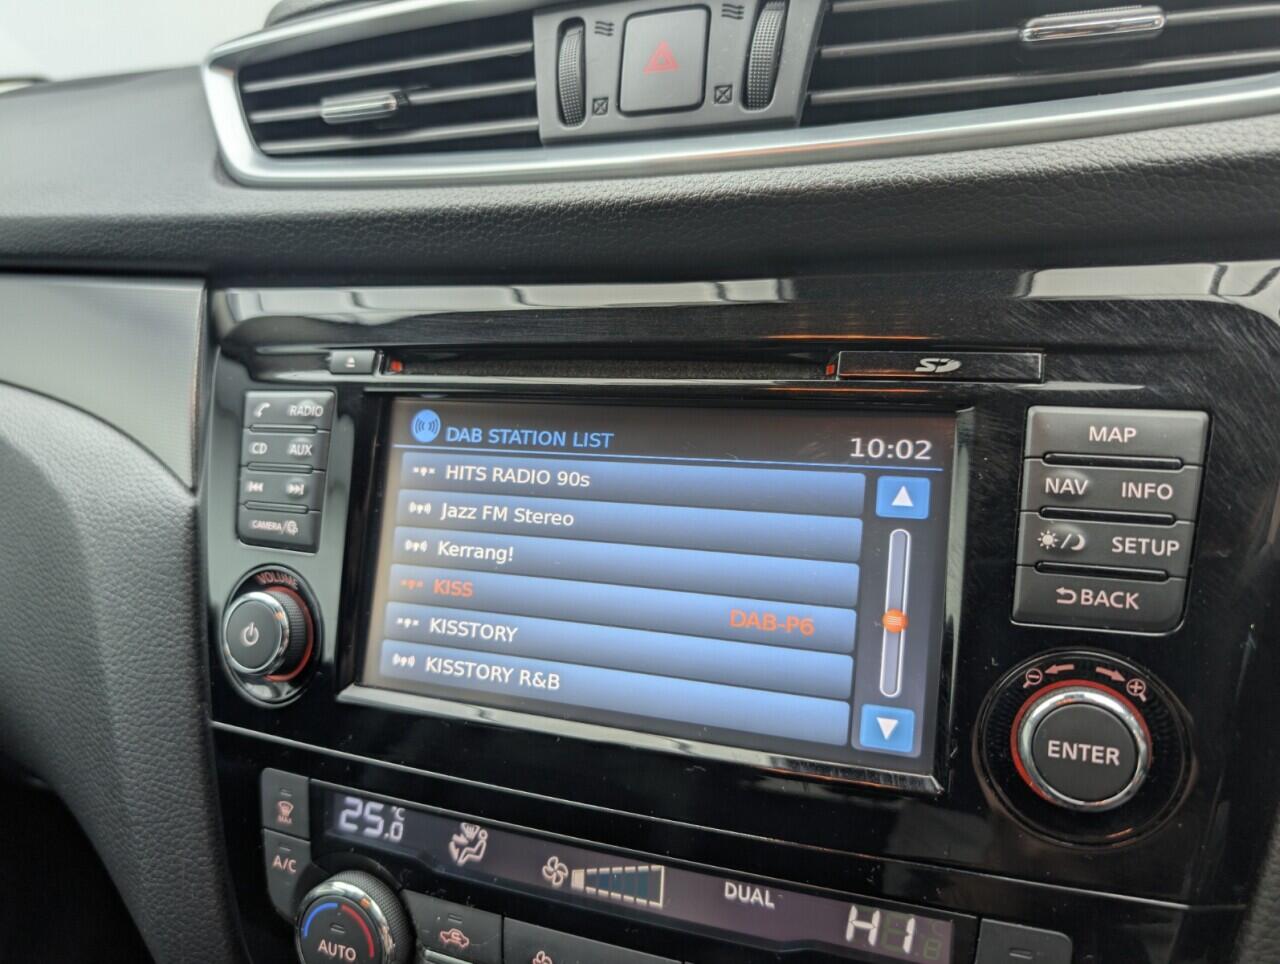 SD
RADIO
CD AUX
CAMERA/
VOLUME
DAB STATION LIST 10:02
HITS RADIO 90s
Jazz FM Stereo
Kerrang!
KISS DAB-P6
KISSTORY
KISSTORY R&B
MAP
NAV INFO
SETUP
BACK
ENTER
MAX
A/C
25.0 °C
DUAL
HI
AUTO